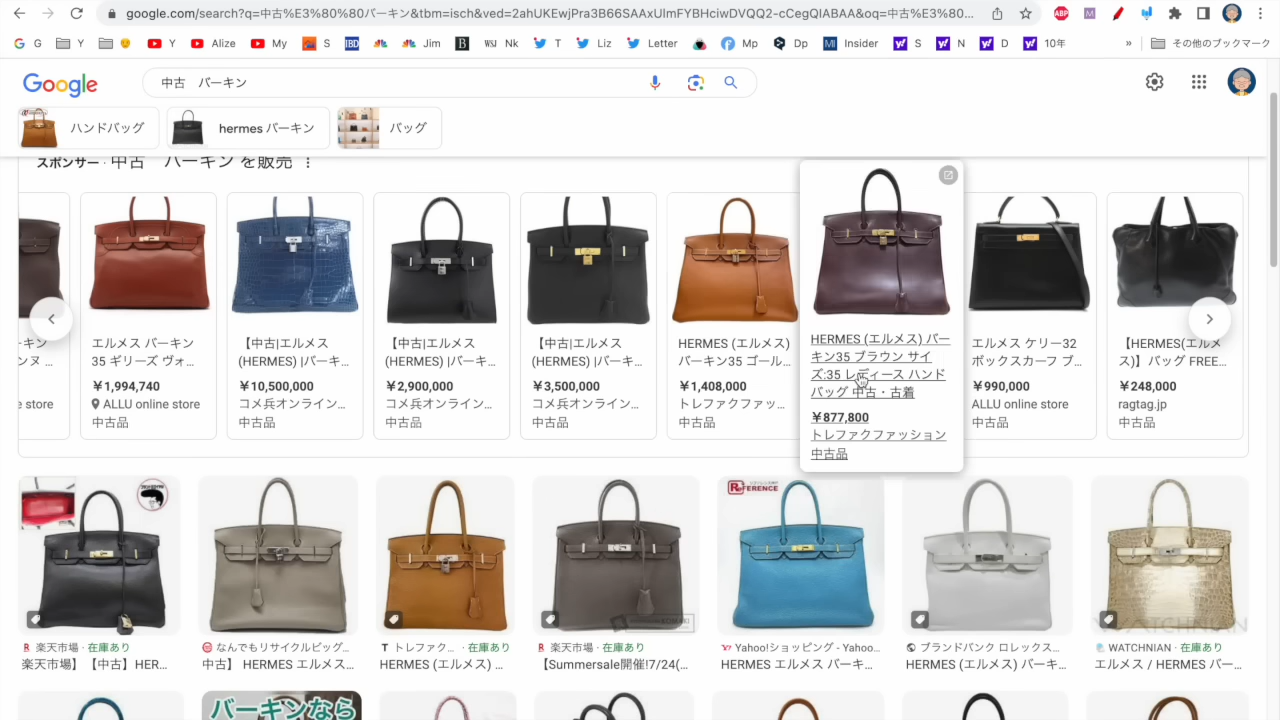 google.com/search?q=中古%E3%80%80バーキン&tbm=isch&ved=2ahUKEwjPra3B66SAAxUlmFYBHciwDVQQ2-cCegQIABAA&oq=中古%E3%80%80...
G Y Y Alize My S IBD Jim B WSJ Nk T Liz Letter Mp Dp MI Insider S N D 10年 » その他のブックマーク
Google
中古　バーキン
ハンドバッグ
hermes バーキン
バッグ
スポンサー · 中古　バーキン を販売
エルメス バーキン
35 ギリーズ ヴォ...
￥1,994,740
ALLU online store
中古品
【中古|エルメス
(HERMES) |バーキ...
￥10,500,000
コメ兵オンライン...
中古品
【中古|エルメス
(HERMES) |バーキ...
￥2,900,000
コメ兵オンライン...
中古品
【中古|エルメス
(HERMES) |バーキ...
￥3,500,000
コメ兵オンライン...
中古品
HERMES (エルメス)
バーキン35 ゴール...
￥1,408,000
トレファクファッ...
中古品
HERMES (エルメス) バー
キン35 ブラウン サイ
ズ:35 レディース ハンド
バッグ 中古・古着
￥877,800
トレファクファッション
中古品
エルメス ケリー32
ボックスカーフ ブ...
￥990,000
ALLU online store
中古品
【HERMES(エルメ
ス)】バッグ FREE...
￥248,000
ragtag.jp
中古品
e store
楽天市場 · 在庫あり
楽天市場】【中古】HER...
なんでもリサイクルビッグ...
中古】 HERMES エルメス...
トレファク... · 在庫あり
HERMES (エルメス) ...
楽天市場 · 在庫あり
【Summersale開催!7/24(...
REFERENCE
Yahoo!ショッピング - Yahoo...
HERMES エルメス バーキ...
ブランドバンク ロレックス...
HERMES (エルメス) バーキ...
WATCHNIAN
WATCHNIAN · 在庫あり
エルメス / HERMES バー...
バーキンなら